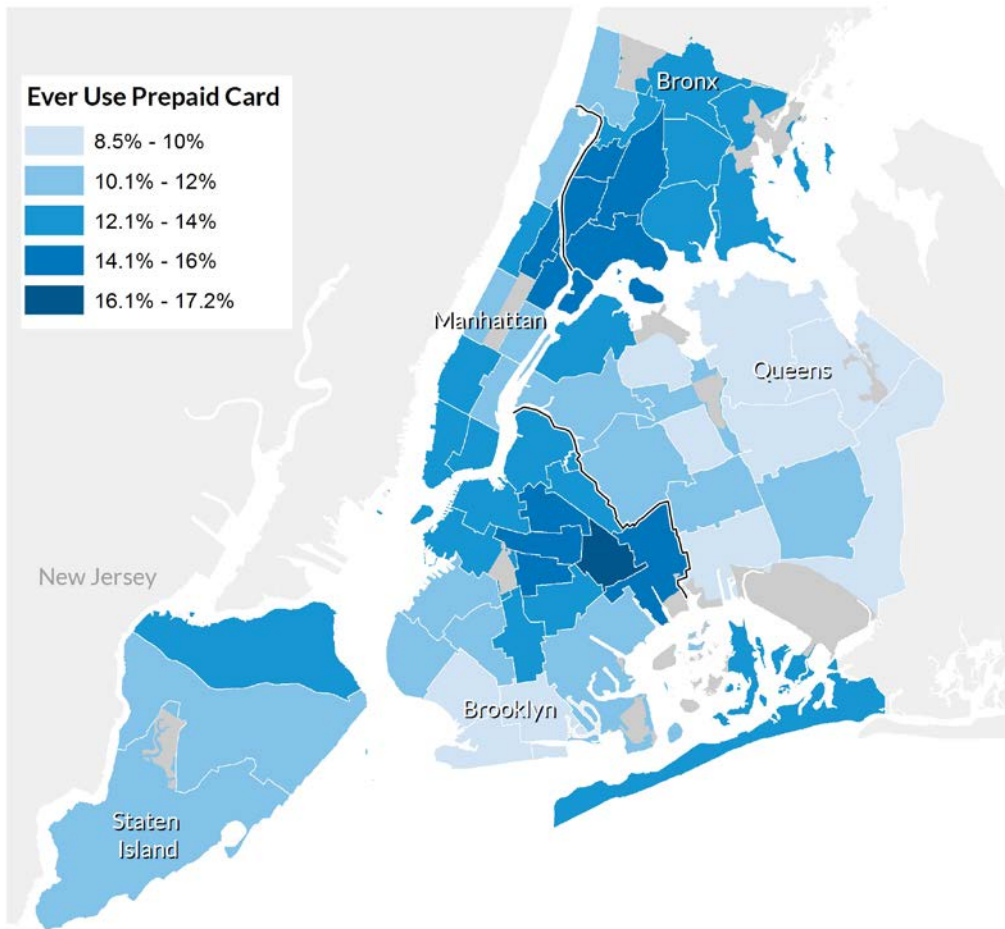 Ever Use Prepaid Card
8.5% - 10%
10.1% - 12%
12.1% - 14%
14.1% - 16%
16.1% - 17.2%
Bronx
Manhattan
Queens
New Jersey
Brooklyn
Staten
Island